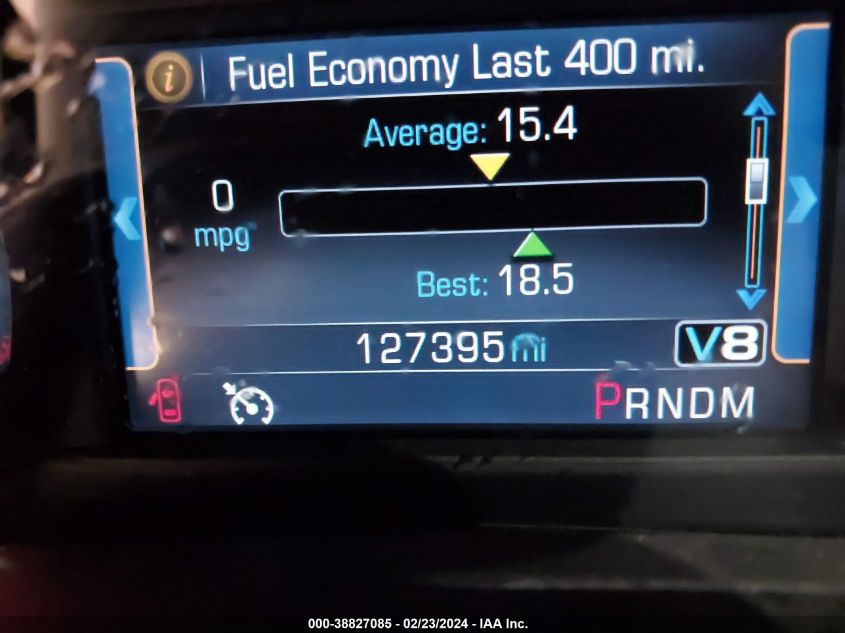 i Fuel Economy Last 400 mi.
Average: 15.4
0
mpg
Best: 18.5
127395 mi V8
PRNDM
000-38827085 - 02/23/2024 - IAA Inc.